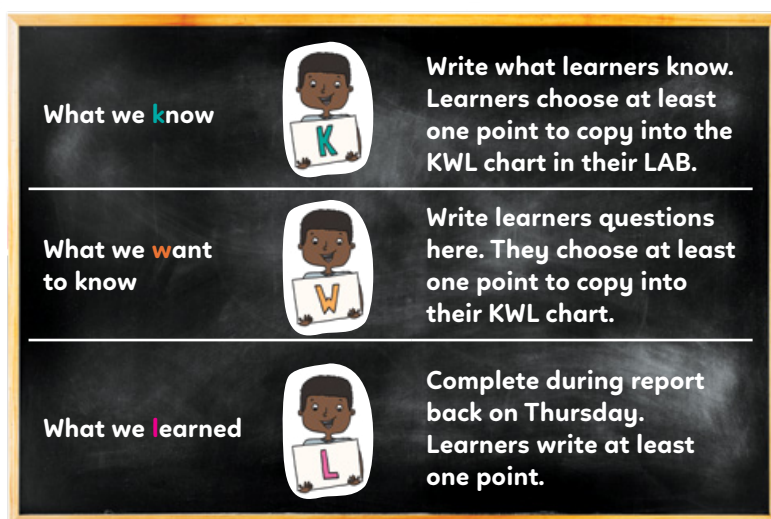 What we know
K
Write what learners know.
Learners choose at least
one point to copy into the
KWL chart in their LAB.
What we want
to know
W
Write learners questions
here. They choose at least
one point to copy into
their KWL chart.
What we learned
L
Complete during report
back on Thursday.
Learners write at least
one point.